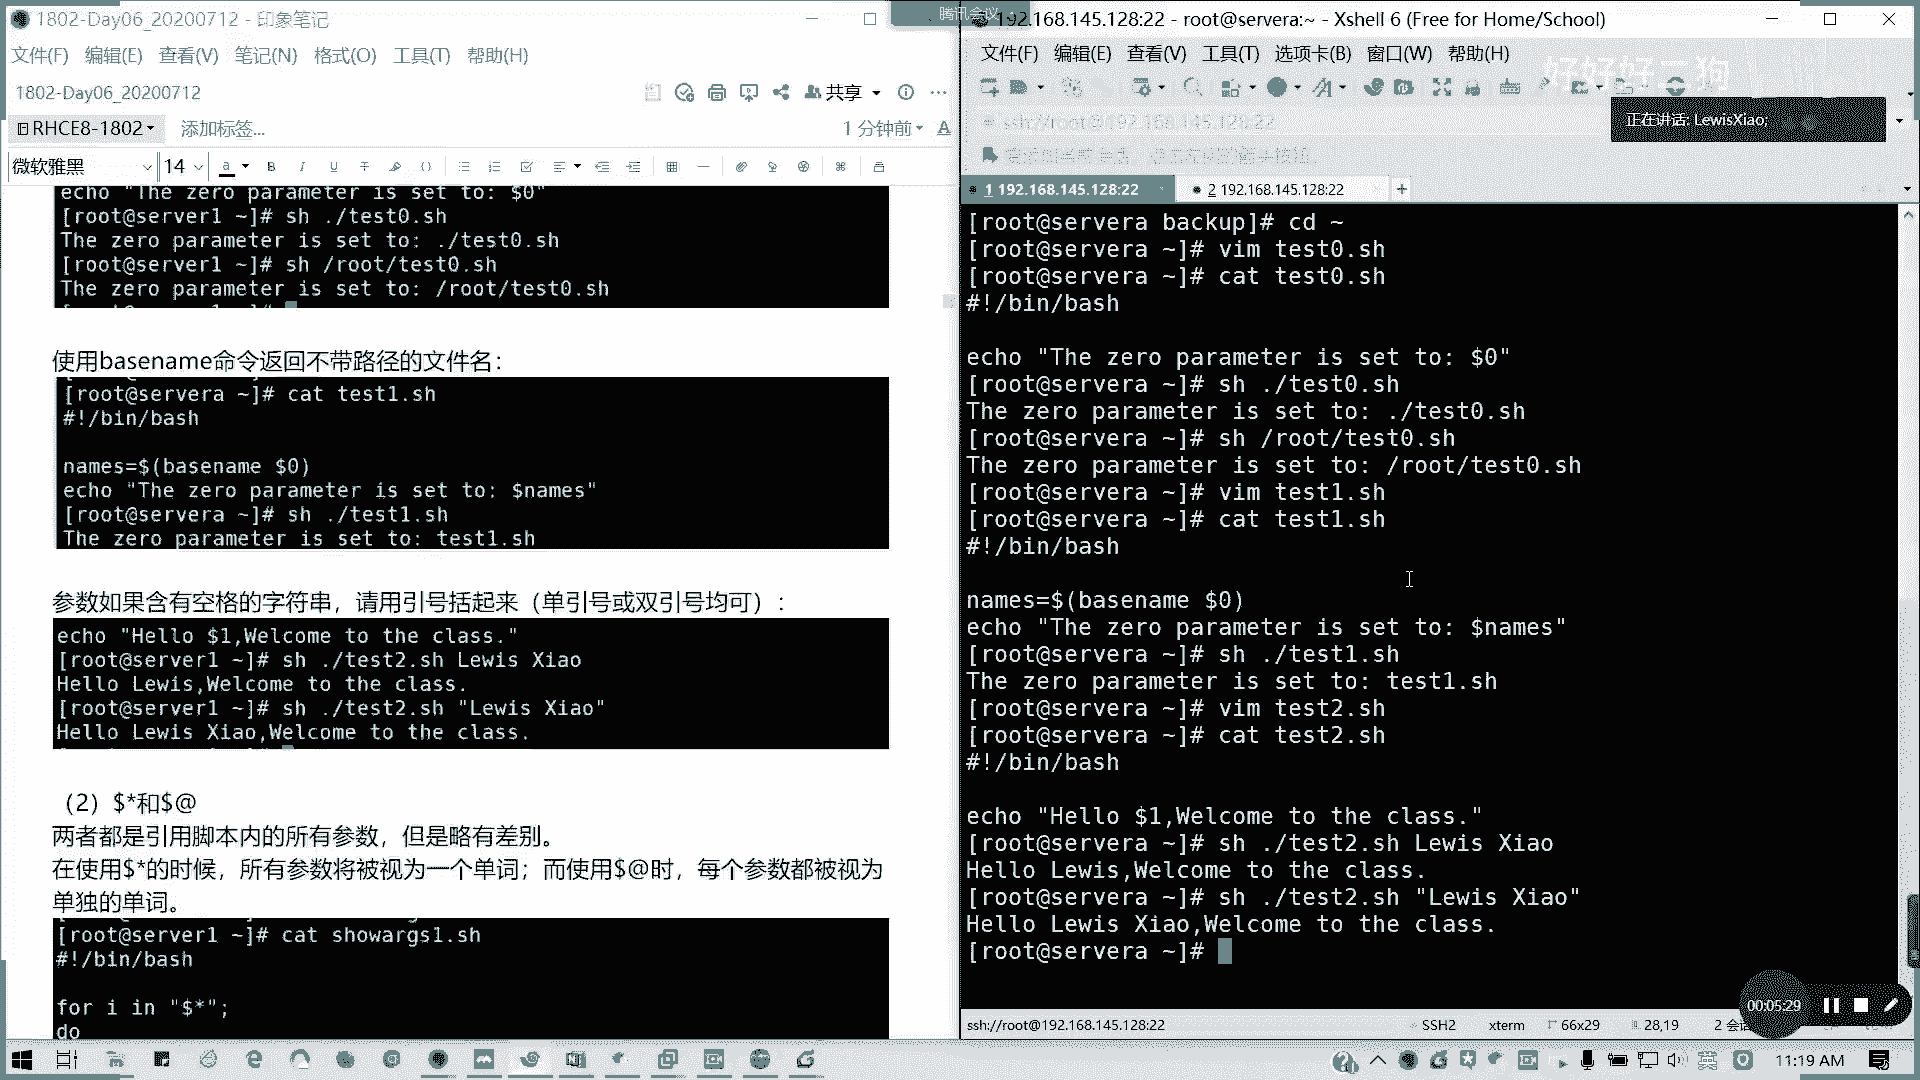 1802-Day06_20200712 - 印象笔记
文件(F) 编辑(E) 查看(V) 笔记(N) 格式(O) 工具(T) 帮助(H)
1802-Day06_20200712
共享
RHCE8-1802
添加标签...
1 分钟前
微软雅黑 14
echo "The zero parameter is set to: $0"
[root@server1 ~]# sh ./test0.sh
The zero parameter is set to: ./test0.sh
[root@server1 ~]# sh /root/test0.sh
The zero parameter is set to: /root/test0.sh
使用basename命令返回不带路径的文件名：
[root@servera ~]# cat test1.sh
#!/bin/bash
names=$(basename $0)
echo "The zero parameter is set to: $names"
[root@servera ~]# sh ./test1.sh
The zero parameter is set to: test1.sh
参数如果含有空格的字符串，请用引号括起来（单引号或双引号均可）：
echo "Hello $1,Welcome to the class."
[root@server1 ~]# sh ./test2.sh Lewis Xiao
Hello Lewis,Welcome to the class.
[root@server1 ~]# sh ./test2.sh "Lewis Xiao"
Hello Lewis Xiao,Welcome to the class.
（2）$*和$@
两者都是引用脚本内的所有参数，但是略有差别。
在使用$*的时候，所有参数将被视为一个单词；而使用$@时，每个参数都被视为
单独的单词。
[root@server1 ~]# cat showargs1.sh
#!/bin/bash
for i in "$*";
do
腾讯会议
192.168.145.128:22 - root@servera:~ - Xshell 6 (Free for Home/School)
文件(F) 编辑(E) 查看(V) 工具(T) 选项卡(B) 窗口(W) 帮助(H)
好好好二狗
ssh://root@192.168.145.128:22
正在讲话: LewisXiao;
1 192.168.145.128:22
2 192.168.145.128:22
[root@servera backup]# cd ~
[root@servera ~]# vim test0.sh
[root@servera ~]# cat test0.sh
#!/bin/bash
echo "The zero parameter is set to: $0"
[root@servera ~]# sh ./test0.sh
The zero parameter is set to: ./test0.sh
[root@servera ~]# sh /root/test0.sh
The zero parameter is set to: /root/test0.sh
[root@servera ~]# vim test1.sh
[root@servera ~]# cat test1.sh
#!/bin/bash
names=$(basename $0)
echo "The zero parameter is set to: $names"
[root@servera ~]# sh ./test1.sh
The zero parameter is set to: test1.sh
[root@servera ~]# vim test2.sh
[root@servera ~]# cat test2.sh
#!/bin/bash
echo "Hello $1,Welcome to the class."
[root@servera ~]# sh ./test2.sh Lewis Xiao
Hello Lewis,Welcome to the class.
[root@servera ~]# sh ./test2.sh "Lewis Xiao"
Hello Lewis Xiao,Welcome to the class.
[root@servera ~]#
00:05:29
ssh://root@192.168.145.128:22 SSH2 xterm 66x29 28,19 2 会
英 11:19 AM